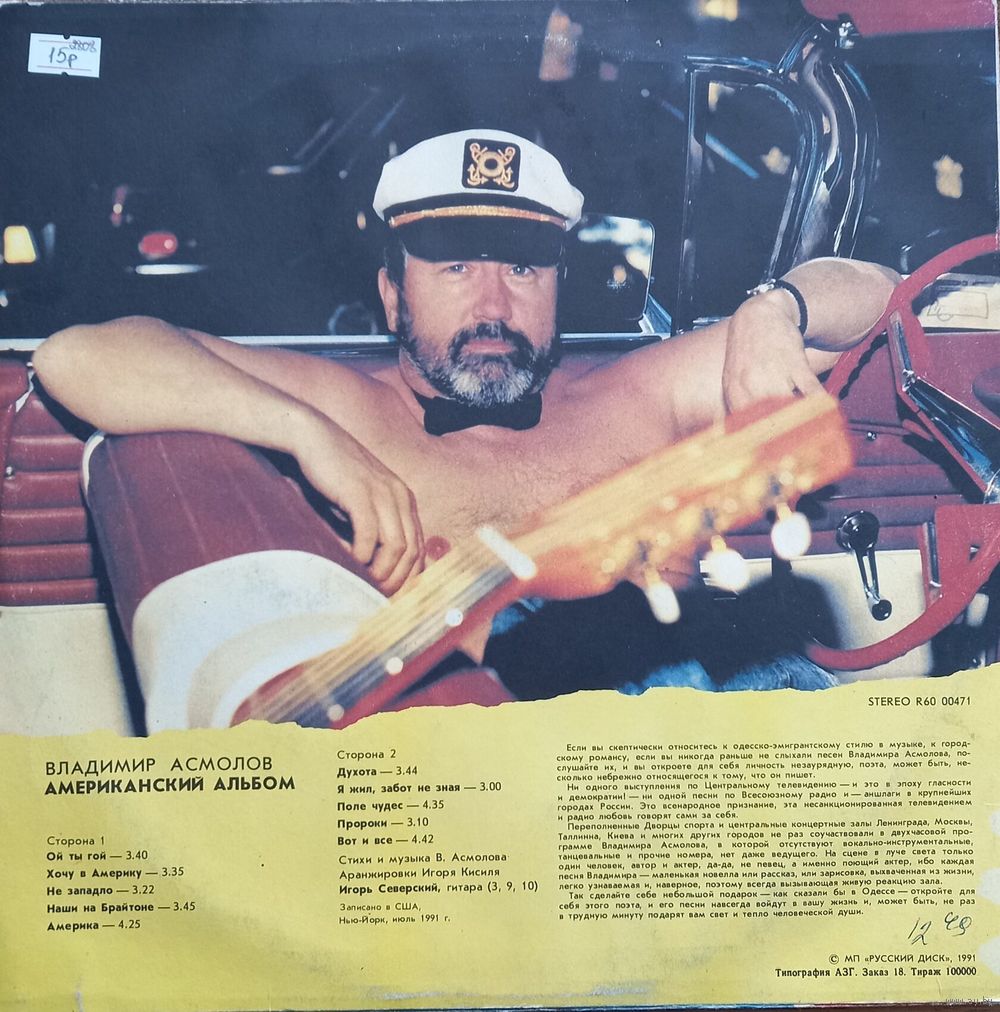 2808
15р
STEREO R60 00471
ВЛАДИМИР АСМОЛОВ
АМЕРИКАНСКИЙ АЛЬБОМ
Сторона 1
Ой ты гой — 3.40
Хочу в Америку — 3.35
Не западло — 3.22
Наши на Брайтоне — 3.45
Америка — 4.25
Сторона 2
Духота — 3.44
Я жил, забот не зная — 3.00
Поле чудес — 4.35
Пророки — 3.10
Вот и все — 4.42
Стихи и музыка В. Асмолова
Аранжировки Игоря Кисиля
Игорь Северский, гитара (3, 9, 10)
Записано в США,
Нью-Йорк, июль 1991 г.
Если вы скептически относитесь к одесско-эмигрантскому стилю в музыке, к город-
скому романсу, если вы никогда раньше не слыхали песен Владимира Асмолова, по-
слушайте их, и вы откроете для себя личность незаурядную, поэта, может быть, не-
сколько небрежно относящегося к тому, что он пишет.
Ни одного выступления по Центральному телевидению — и это в эпоху гласности
и демократии! — ни одной песни по Всесоюзному радио и — аншлаги в крупнейших
городах России. Это всенародное признание, эта несанкционированная телевидением
и радио любовь говорят сами за себя.
Переполненные Дворцы спорта и центральные концертные залы Ленинграда, Москвы,
Таллинна, Киева и многих других городов не раз соучаствовали в двухчасовой про-
грамме Владимира Асмолова, в которой отсутствуют вокально-инструментальные,
танцевальные и прочие номера, нет даже ведущего. На сцене в луче света только
один человек, автор и актер, да-да, не певец, а именно поющий актер, ибо каждая
песня Владимира — маленькая новелла или рассказ, или зарисовка, выхваченная из жизни,
легко узнаваемая и, наверное, поэтому всегда вызывающая живую реакцию зала.
Так сделайте себе небольшой подарок — как сказали бы в Одессе — откройте для
себя этого поэта, и его песни навсегда войдут в вашу жизнь и, может быть, не раз
в трудную минуту подарят вам свет и тепло человеческой души.
12
© МП «РУССКИЙ ДИСК», 1991
Типография АЗГ. Заказ 18. Тираж 100000